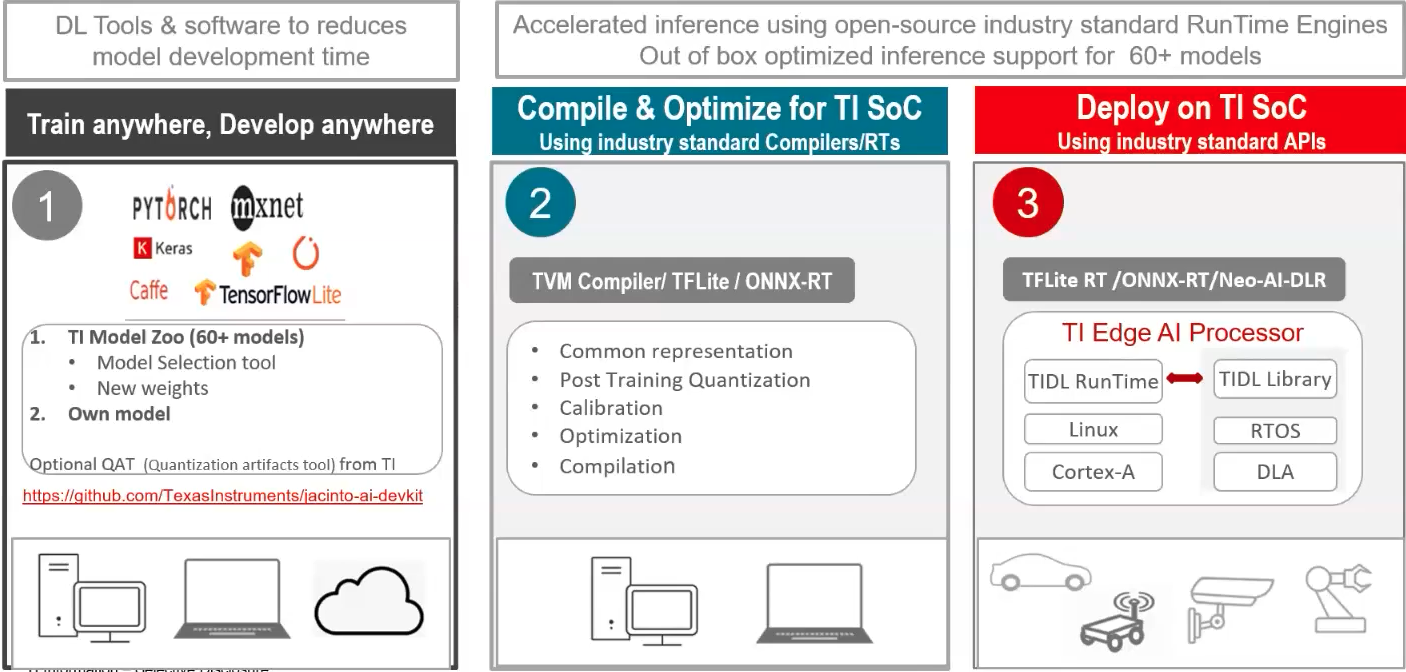 DL Tools & software to reduces
model development time
Accelerated inference using open-source industry standard RunTime Engines
Out of box optimized inference support for 60+ models
Train anywhere, Develop anywhere
Compile & Optimize for TI SoC
Using industry standard Compilers/RTs
Deploy on TI SoC
Using industry standard APIs
1
PYTORCH
mxnet
K Keras
Caffe
TensorFlowLite
1. TI Model Zoo (60+ models)
• Model Selection tool
• New weights
2. Own model
Optional QAT (Quantization artifacts tool) from TI
https://github.com/TexasInstruments/jacinto-ai-devkit
2
TVM Compiler/ TFLite / ONNX-RT
• Common representation
• Post Training Quantization
• Calibration
• Optimization
• Compilation
3
TFLite RT /ONNX-RT/Neo-AI-DLR
TI Edge AI Processor
TIDL RunTime
TIDL Library
Linux
RTOS
Cortex-A
DLA